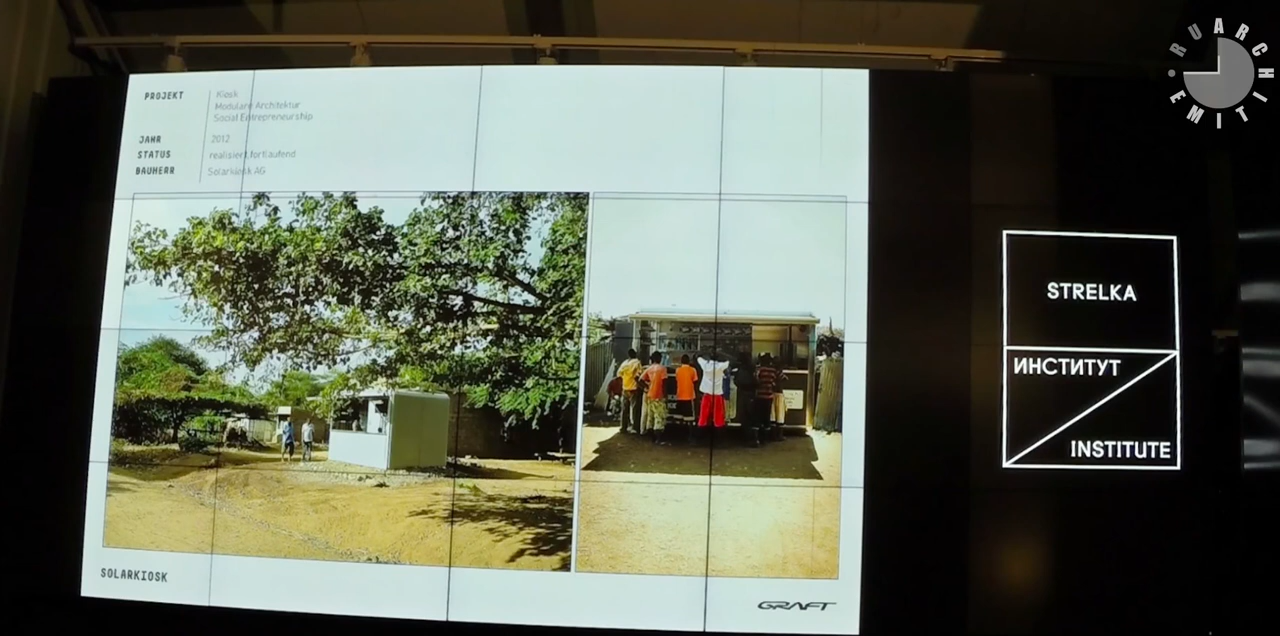 PROJEKT
Kiosk
Modulare Architektur
Social Entrepreneurship
JAHR
2012
STATUS
realisiert, fortlaufend
BAUHERR
Solarkiosk AG
SOLARKIOSK
GRAFT
STRELKA
ИНСТИТУТ
INSTITUTE
RUARCH
TIME